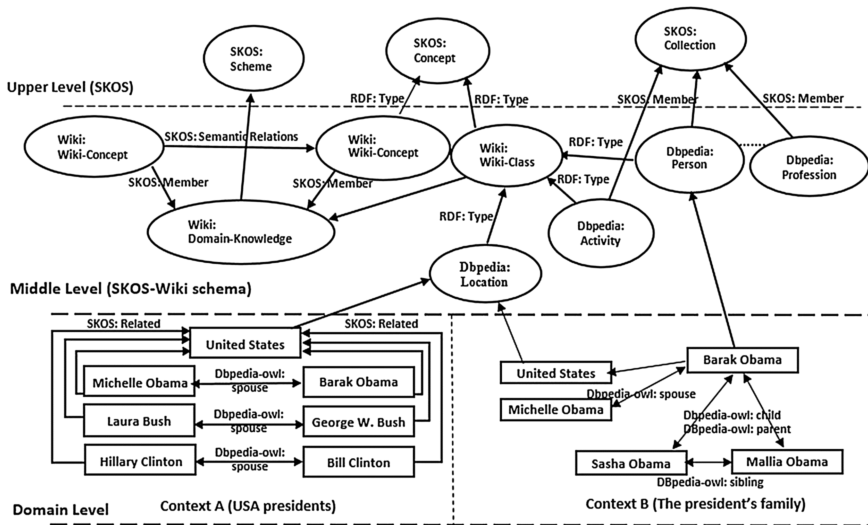 SKOS:
Scheme
SKOS:
Concept
SKOS:
Collection
Upper Level (SKOS)
RDF: Type
RDF: Type
SKOS: Member
SKOS: Member
Wiki:
Wiki-Concept
SKOS: Semantic Relations
Wiki:
Wiki-Concept
Wiki:
Wiki-Class
RDF: Type
Dbpedia:
Person
Dbpedia:
Profession
SKOS: Member
SKOS: Member
RDF: Type
Wiki:
Domain-Knowledge
RDF: Type
Dbpedia:
Activity
Dbpedia:
Location
Middle Level (SKOS-Wiki schema)
SKOS: Related
SKOS: Related
United States
Michelle Obama
Dbpedia-owl:
spouse
Barak Obama
Laura Bush
Dbpedia-owl:
spouse
George W. Bush
Hillary Clinton
Dbpedia-owl:
spouse
Bill Clinton
Context A (USA presidents)
Barak Obama
United States
Dbpedia-owl: spouse
Michelle Obama
Dbpedia-owl: child
DBpedia-owl: parent
Sasha Obama
Mallia Obama
DBpedia-owl: sibling
Context B (The president's family)
Domain Level